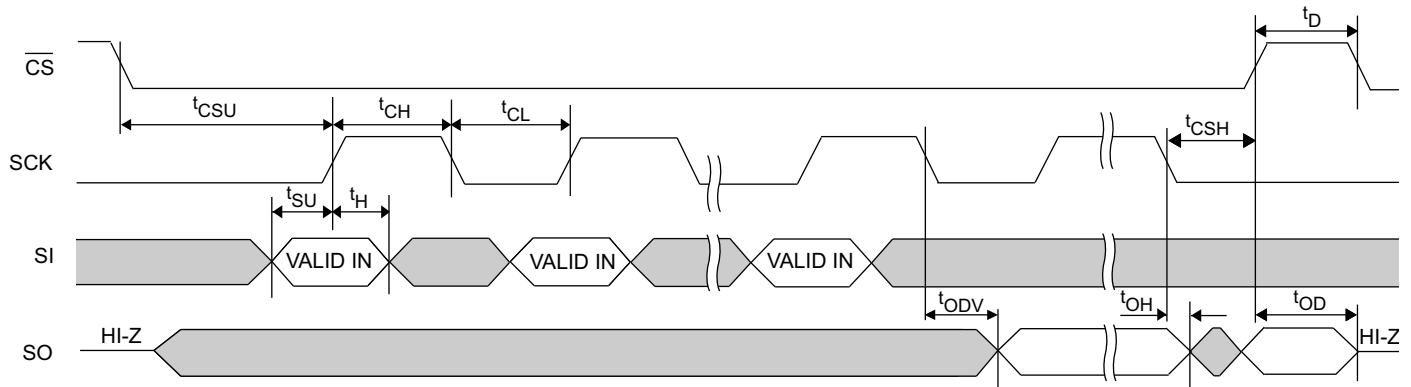 tD
CS
tCSU
tCH
tCL
tCSH
SCK
tSU
tH
SI
VALID IN
VALID IN
VALID IN
tODV
tOH
tOD
HI-Z
HI-Z
SO